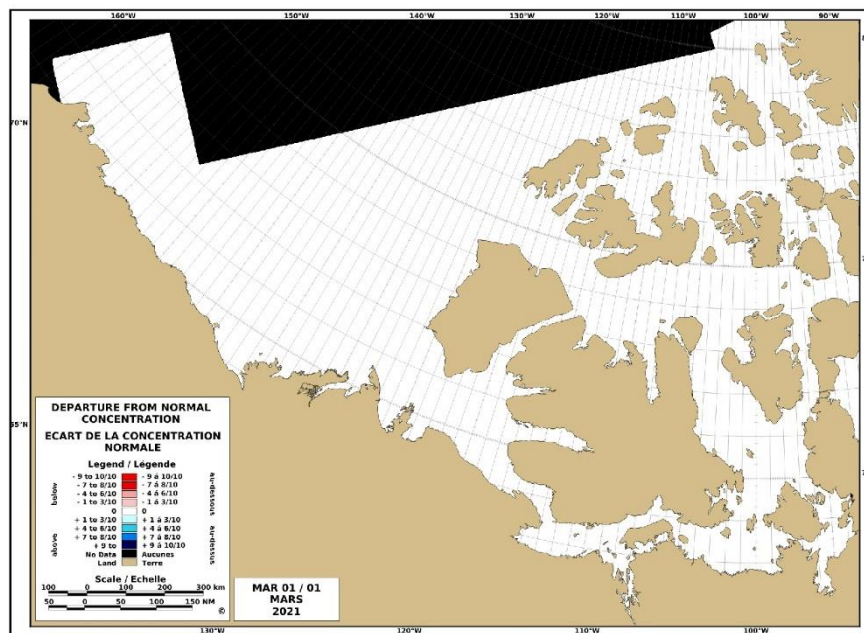 160°W 150°W 140°W 130°W 120°W 110°W 100°W 90°W
70°N
65°N
DEPARTURE FROM NORMAL
CONCENTRATION
ECART DE LA CONCENTRATION
NORMALE
Legend / Légende
- 9 to 10/10 - 9 á 10/10
- 7 to 8/10 - 7 á 8/10
- 4 to 6/10 - 4 á 6/10
- 1 to 3/10 - 1 á 3/10
0 0
+ 1 to 3/10 + 1 á 3/10
+ 4 to 6/10 + 4 á 6/10
+ 7 to 8/10 + 7 á 8/10
+ 9 to + 9 á 10/10
No Data Aucunes
Land Terre
below
above
au-dessous
au-dessus
Scale / Echelle
100 0 100 200 300 km
50 0 50 100 150 NM
©
MAR 01 / 01
MARS
2021
130°W 120°W 110°W 100°W